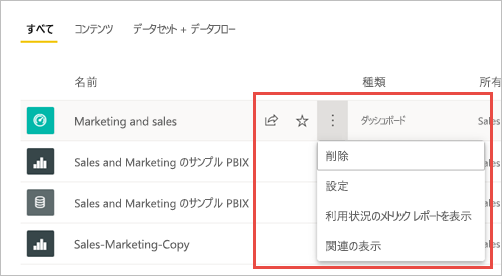 すべて コンテンツ データセット + データフロー
名前 種類 所有
Marketing and sales ダッシュボード Sales
Sales and Marketing のサンプル PBIX
削除
Sales and Marketing のサンプル PBIX
設定
利用状況のメトリック レポートを表示
Sales-Marketing-Copy
関連の表示